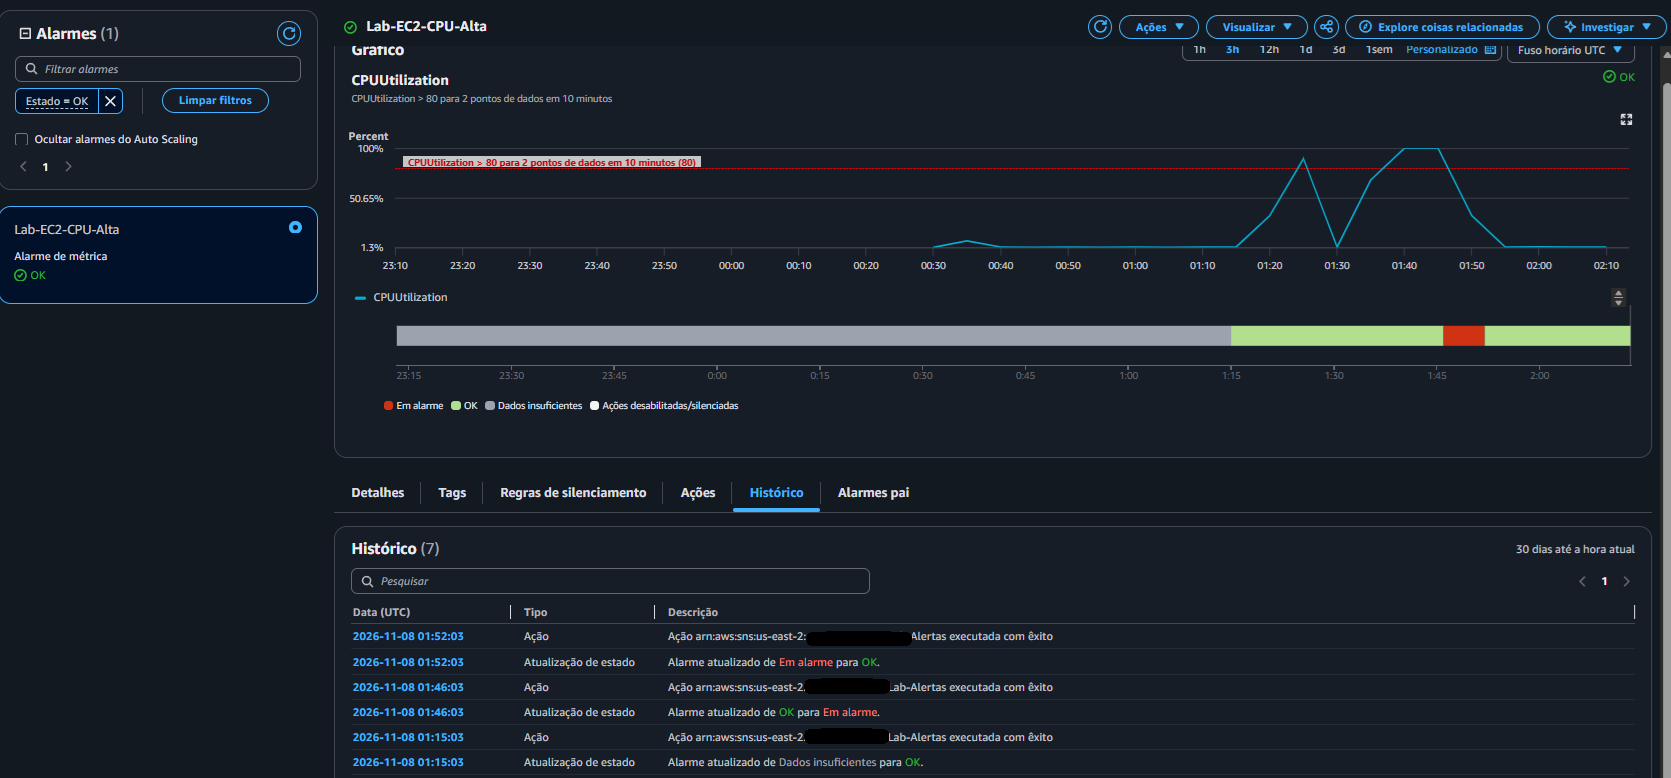 Alarmes (1)
Filtrar alarmes
Estado = OK
Limpar filtros
Ocultar alarmes do Auto Scaling
1
Lab-EC2-CPU-Alta
Alarme de métrica
OK
Lab-EC2-CPU-Alta
Ações
Visualizar
Explore coisas relacionadas
Investigar
Gráfico
1h 3h 12h 1d 3d 1sem Personalizado
Fuso horário UTC
CPUUtilization
OK
CPUUtilization > 80 para 2 pontos de dados em 10 minutos
Percent
100%
CPUUtilization > 80 para 2 pontos de dados em 10 minutos (80)
50.65%
1.3%
23:10 23:20 23:30 23:40 23:50 00:00 00:10 00:20 00:30 00:40 00:50 01:00 01:10 01:20 01:30 01:40 01:50 02:00 02:10
CPUUtilization
23:15 23:30 23:45 0:00 0:15 0:30 0:45 1:00 1:15 1:30 1:45 2:00
Em alarme OK Dados insuficientes Ações desabilitadas/silenciadas
Detalhes Tags Regras de silenciamento Ações Histórico Alarmes pai
Histórico (7)
30 dias até a hora atual
Pesquisar
1
Data (UTC) Tipo Descrição
2026-11-08 01:52:03 Ação Ação arn:aws:sns:us-east-2: Alertas executada com êxito
2026-11-08 01:52:03 Atualização de estado Alarme atualizado de Em alarme para OK.
2026-11-08 01:46:03 Ação Ação arn:aws:sns:us-east-2 Lab-Alertas executada com êxito
2026-11-08 01:46:03 Atualização de estado Alarme atualizado de OK para Em alarme.
2026-11-08 01:15:03 Ação Ação arn:aws:sns:us-east-2 Lab-Alertas executada com êxito
2026-11-08 01:15:03 Atualização de estado Alarme atualizado de Dados insuficientes para OK.